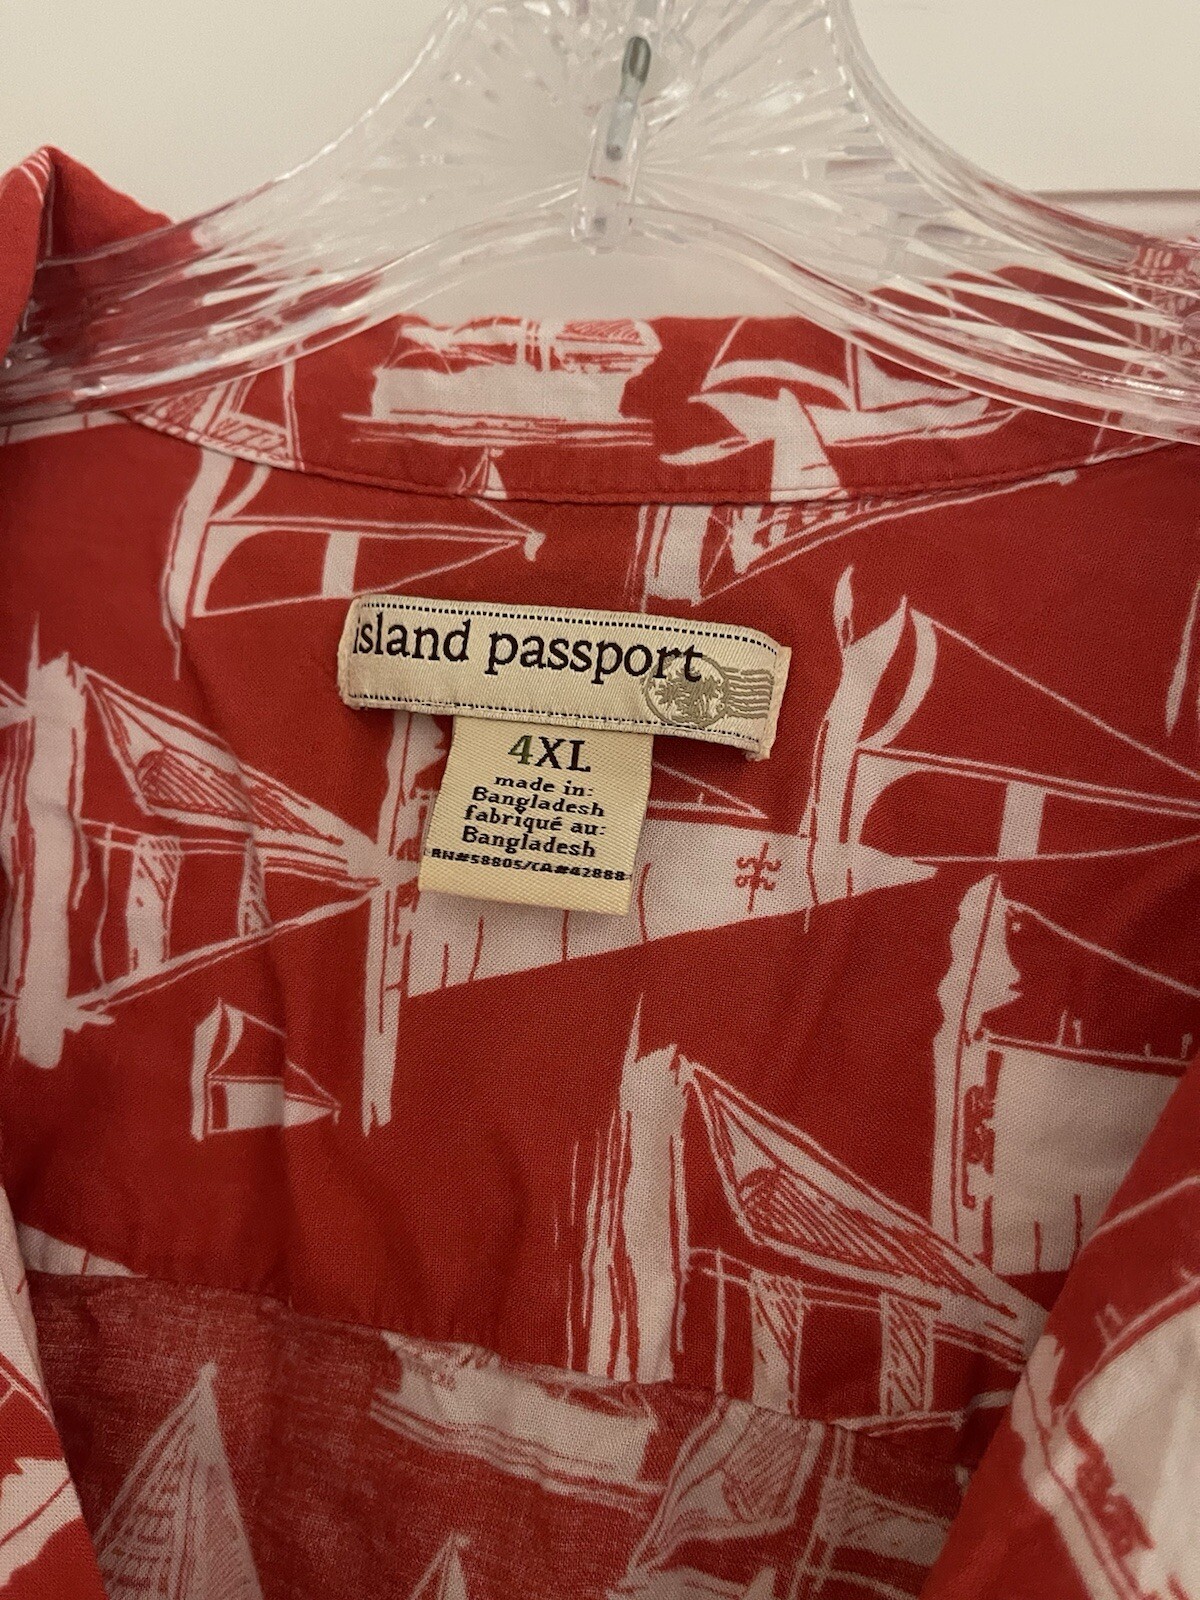 island passport
4XL
made in:
Bangladesh
fabriqué au:
Bangladesh
RN#58805/CA#42888